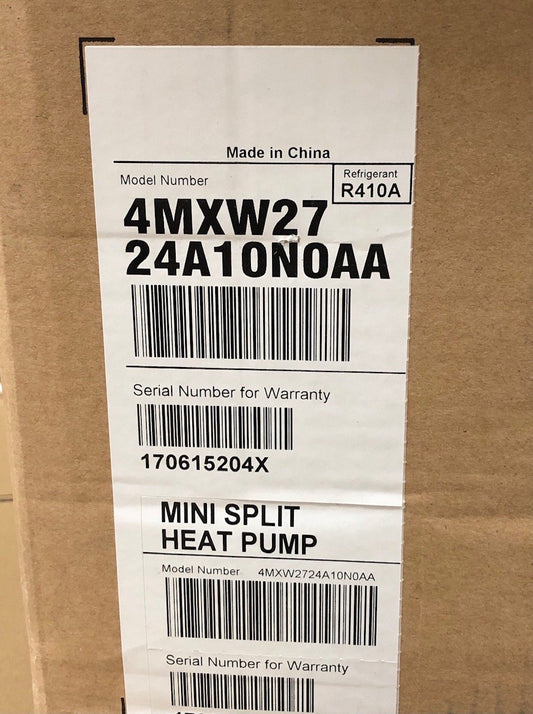 Made in China
Model Number
Refrigerant
R410A
4MXW27
24A10N0AA
Serial Number for Warranty
170615204X
MINI SPLIT
HEAT PUMP
Model Number 4MXW2724A10N0AA
Serial Number for Warranty